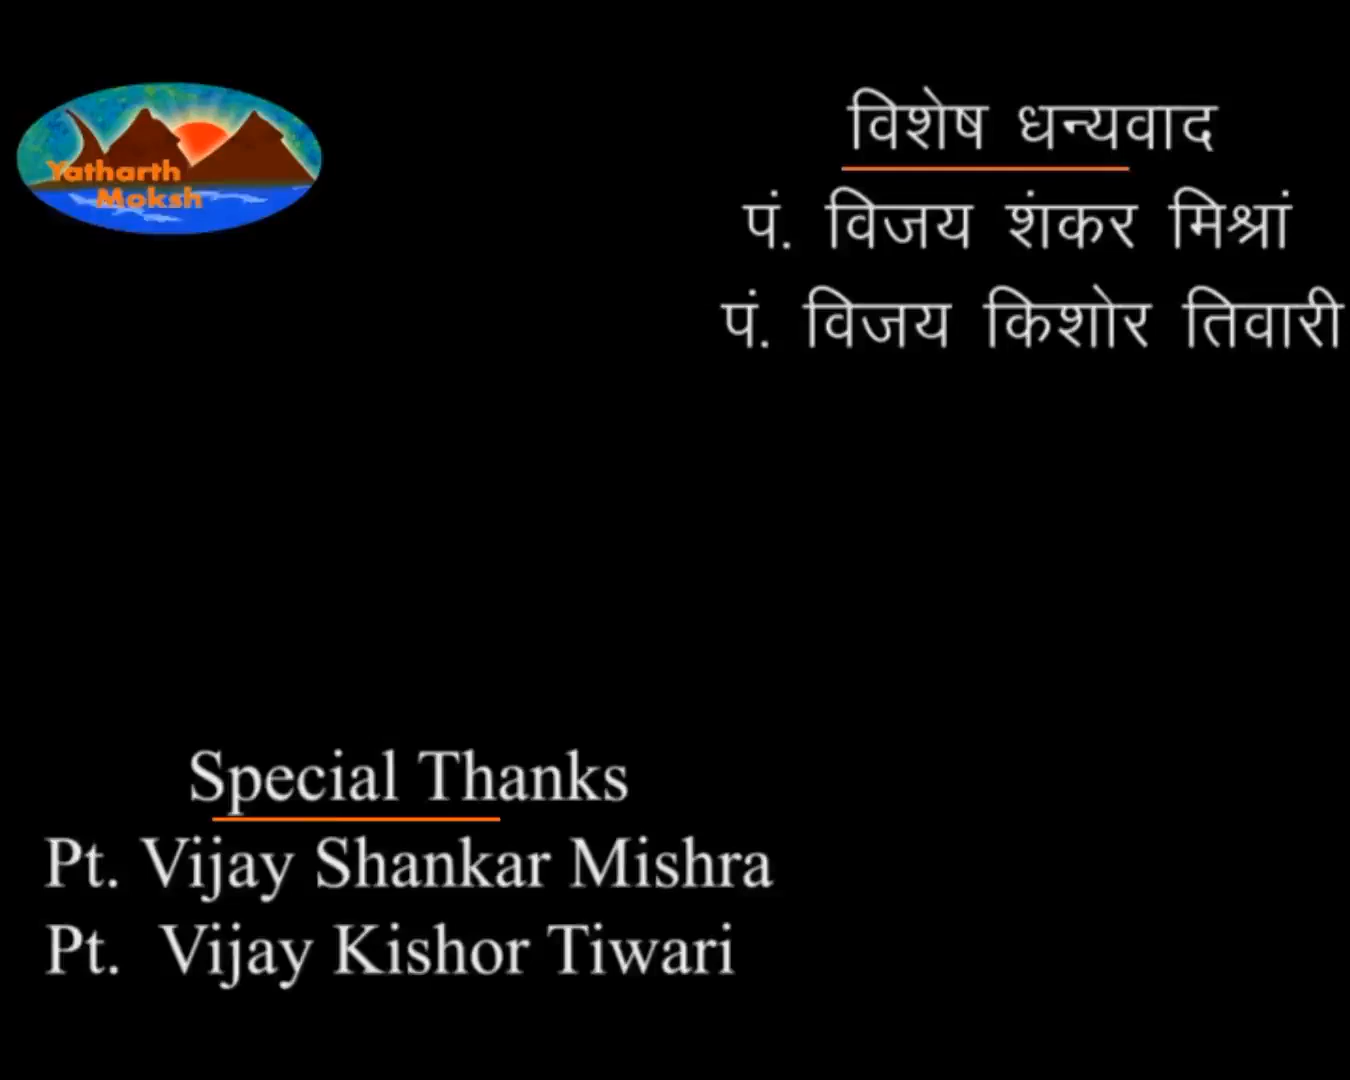 Yatharth
Moksh
विशेष धन्यवाद
पं. विजय शंकर मिश्रां
पं. विजय किशोर तिवारी
Special Thanks
Pt. Vijay Shankar Mishra
Pt. Vijay Kishor Tiwari